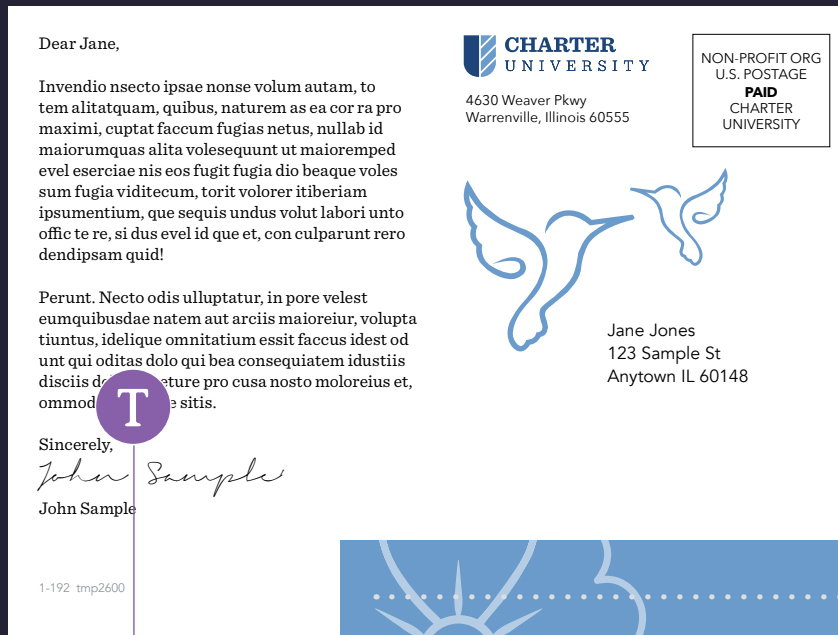 Dear Jane,
Invendio nsecto ipsae nonse volum autam, to
tem alitatquam, quibus, naturem as ea cor ra pro
maximi, cuptat faccum fugias netus, nullab id
maiorumquas alita volesequunt ut maioremped
evel eserciae nis eos fugit fugia dio beaque voles
sum fugia viditecum, torit volorer itiberiam
ipsumentium, que sequis undus volut labori unto
offic te re, si dus evel id que et, con culparunt rero
dendipsam quid!
Perunt. Necto odis ulluptatur, in pore velest
eumquibusdae natem aut arciis maioreiur, volupta
tiuntus, idelique omnitatium essit faccus idest od
unt qui oditas dolo qui bea consequiatem idustiis
disciis pro cusa nosto moloreius et,
sitis.
T
Sincerely,
John Sample
John Sample
1-192 tmp2600
CHARTER
UNIVERSITY
4630 Weaver Pkwy
Warrenville, Illinois 60555
NON-PROFIT ORG
U.S. POSTAGE
PAID
CHARTER
UNIVERSITY
Jane Jones
123 Sample St
Anytown IL 60148